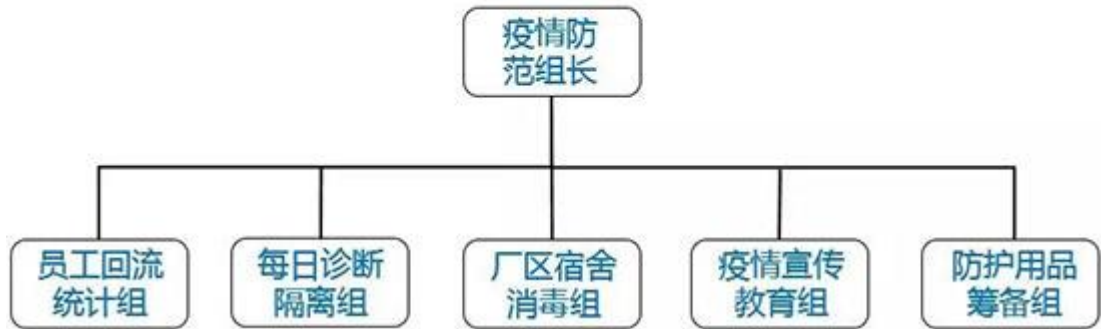 疫情防
范组长
员工回流
统计组
每日诊断
隔离组
厂区宿舍
消毒组
疫情宣传
教育组
防护用品
筹备组